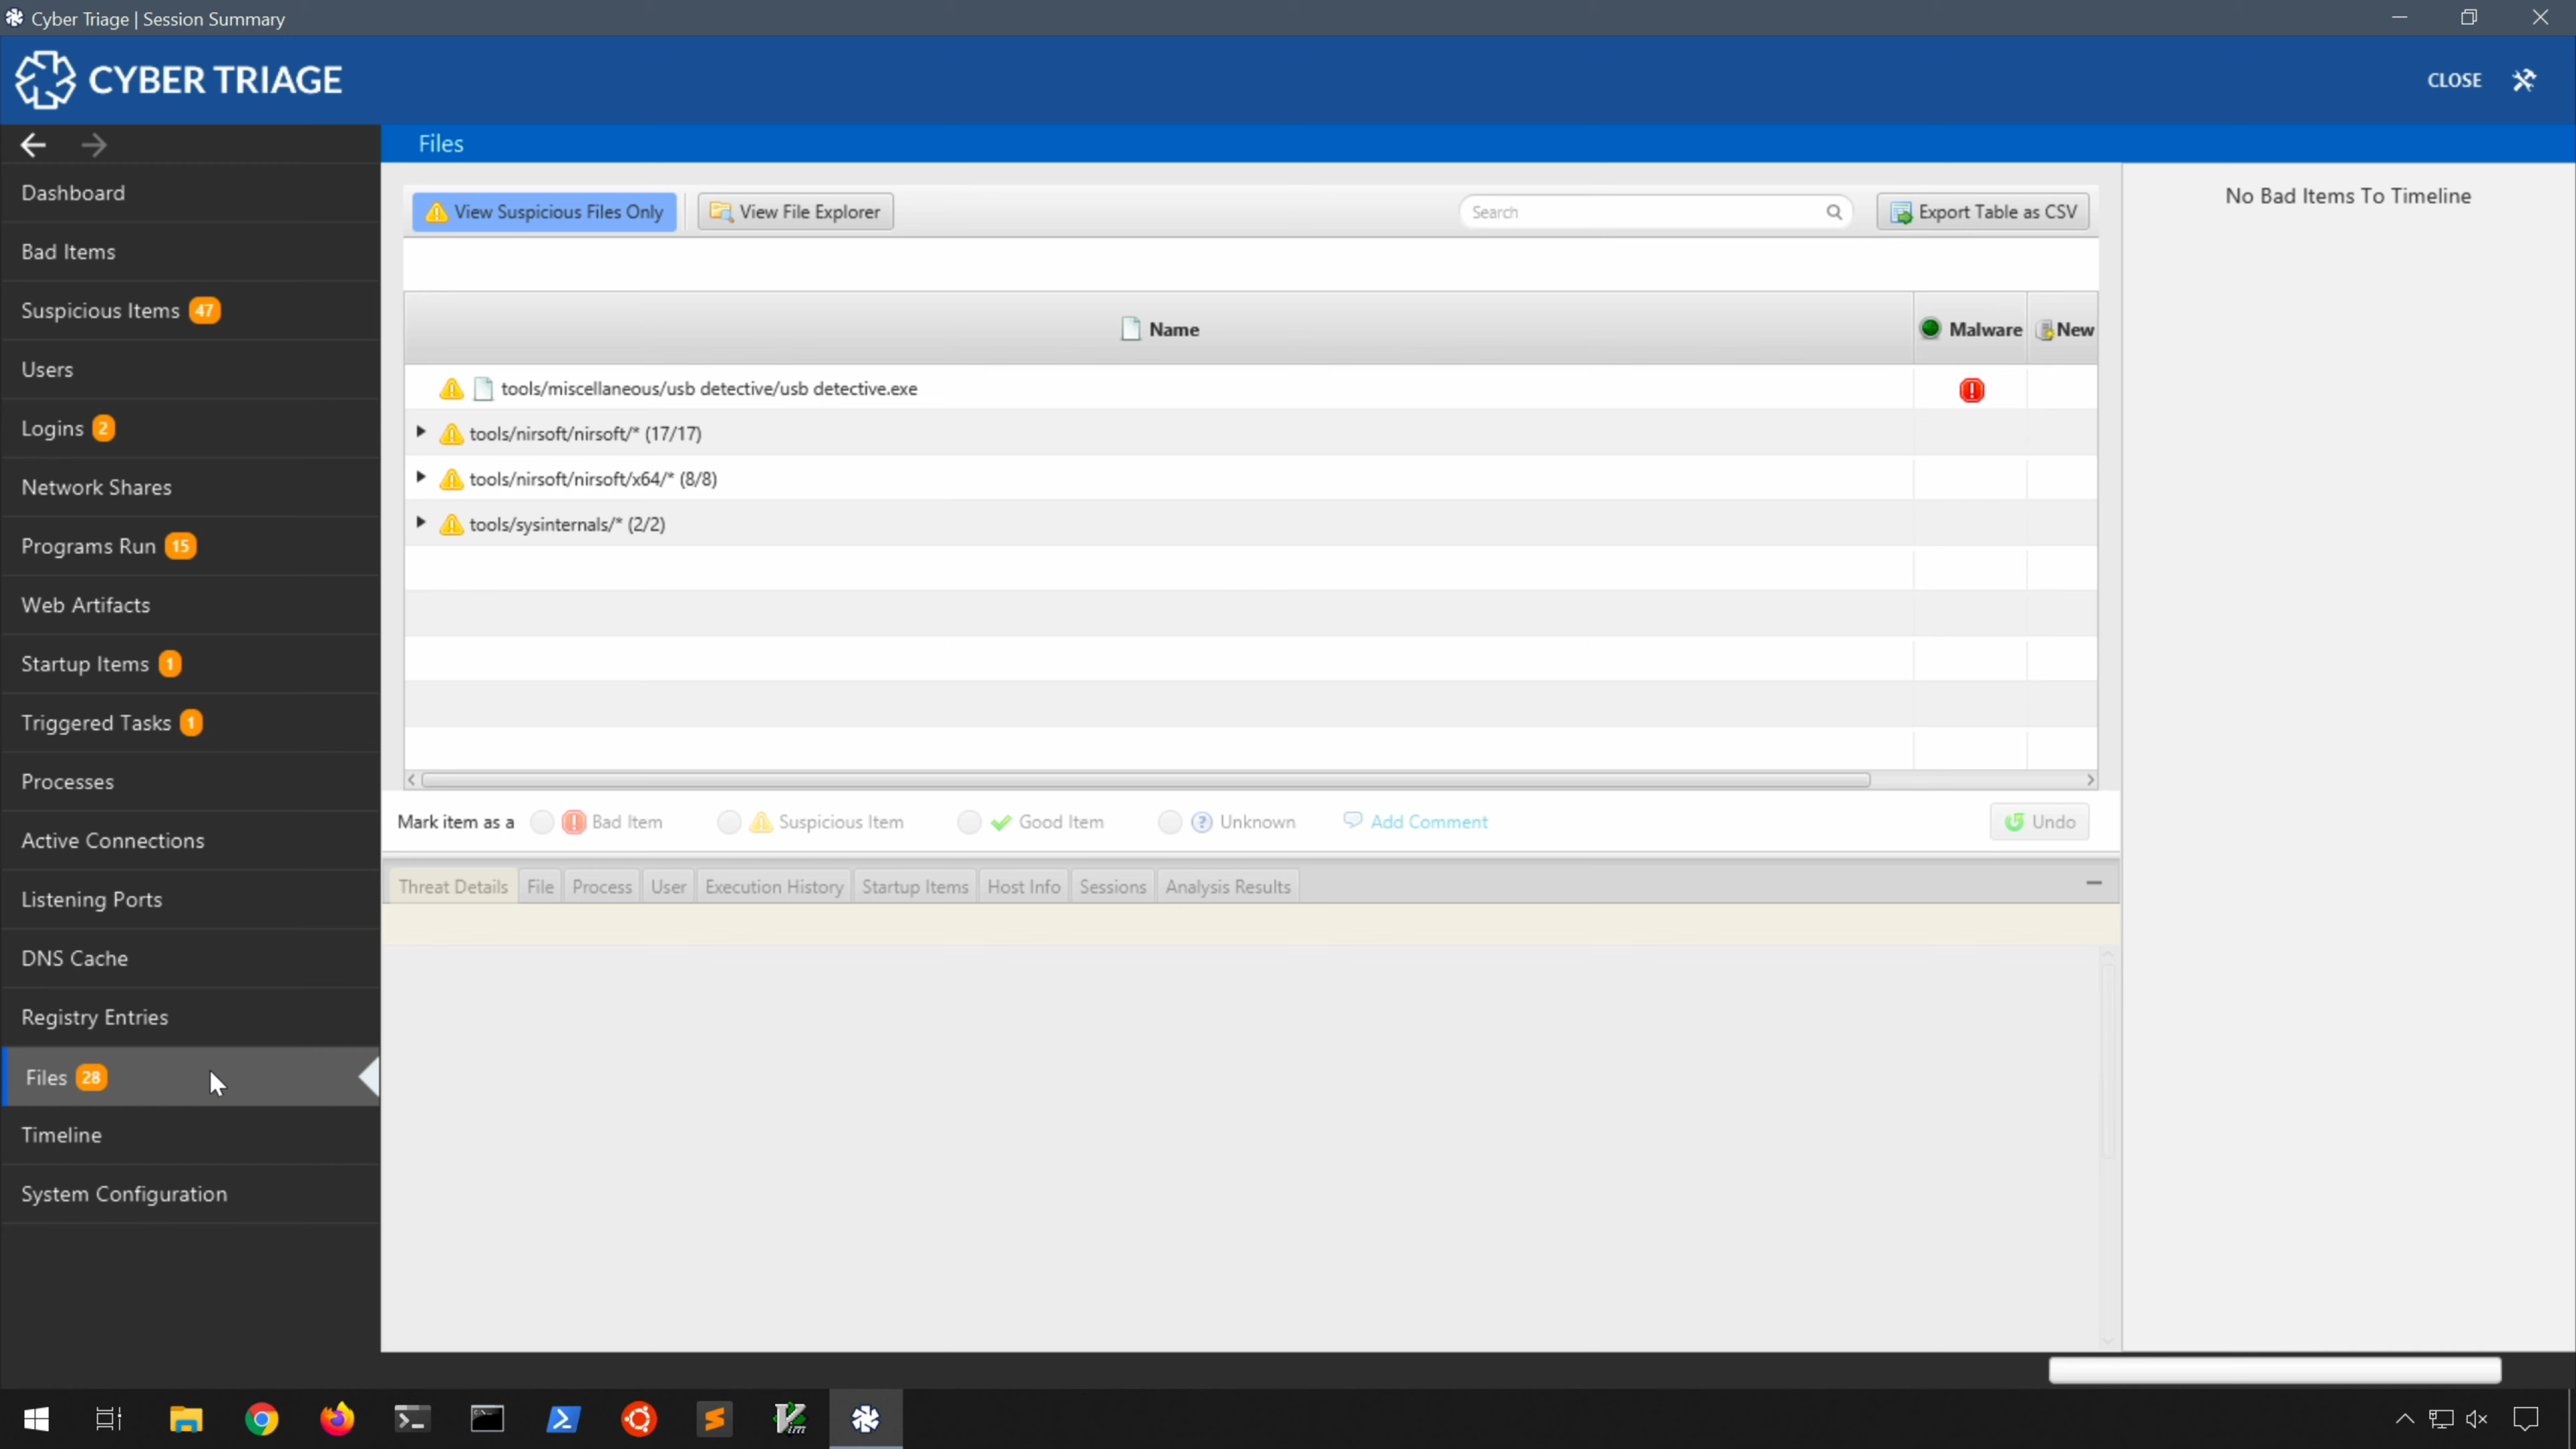 Cyber Triage | Session Summary
CYBER TRIAGE
CLOSE
Files
Dashboard
Bad Items
Suspicious Items 47
Users
Logins 2
Network Shares
Programs Run 15
Web Artifacts
Startup Items 1
Triggered Tasks 1
Processes
Active Connections
Listening Ports
DNS Cache
Registry Entries
Files 28
Timeline
System Configuration
View Suspicious Files Only
View File Explorer
Search
Export Table as CSV
Name
Malware
New
tools/miscellaneous/usb detective/usb detective.exe
tools/nirsoft/nirsoft/* (17/17)
tools/nirsoft/nirsoft/x64/* (8/8)
tools/sysinternals/* (2/2)
Mark item as a
Bad Item
Suspicious Item
Good Item
Unknown
Add Comment
Undo
Threat Details
File
Process
User
Execution History
Startup Items
Host Info
Sessions
Analysis Results
No Bad Items To Timeline